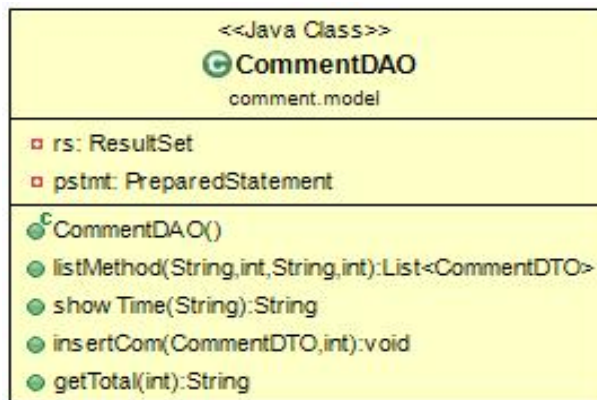 <<Java Class>>
CommentDAO
comment.model
rs: ResultSet
pstmt: PreparedStatement
CommentDAO()
listMethod(String,int,String,int):List<CommentDTO>
showTime(String):String
insertCom(CommentDTO,int):void
getTotal(int):String